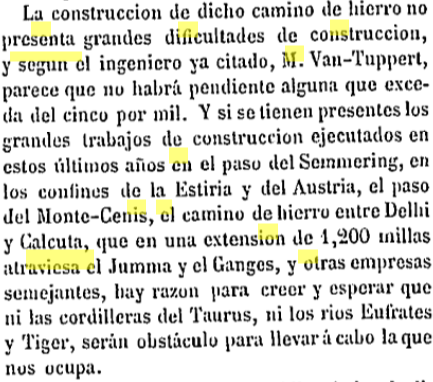 La construccion de dicho camino de hierro no
presenta grandes dificultades de construccion,
y segun el ingeniero ya citado, M. Van-Tuppert,
parece que no habrá pendiente alguna que exce-
da del cinco por mil. Y si se tienen presentes los
grandes trabajos de construccion ejecutados en
estos últimos años en el paso del Semmering, en
los confines de la Estiria y del Austria, el paso
del Monte-Cenis, el camino de hierro entre Delhi
y Calcuta, que en una extension de 1,200 millas
atraviesa el Jumma y el Ganges, y otras empresas
semejantes, hay razon para creer y esperar que
ni las cordilleras del Taurus, ni los rios Eufrates
y Tiger, serán obstáculo para llevar á cabo la que
nos ocupa.